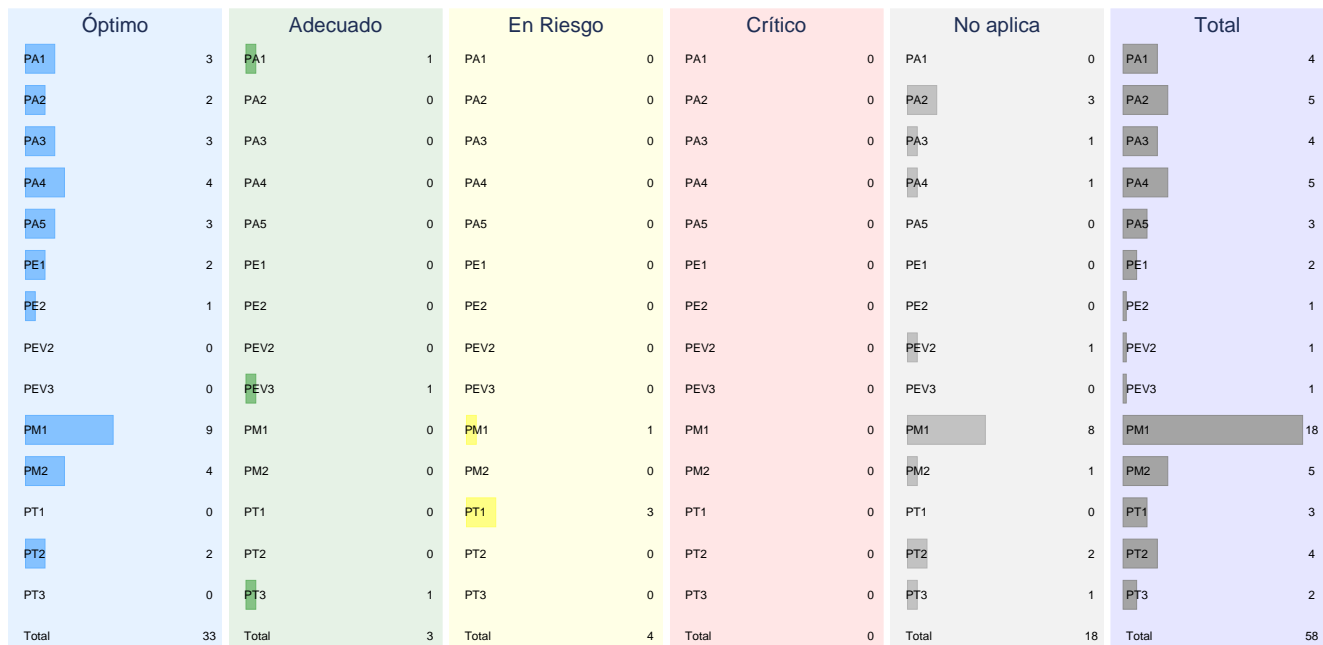 Óptimo Adecuado En Riesgo Crítico No aplica Total
PA1 3 PA1 1 PA1 0 PA1 0 PA1 0 PA1 4
PA2 2 PA2 0 PA2 0 PA2 0 PA2 3 PA2 5
PA3 3 PA3 0 PA3 0 PA3 0 PA3 1 PA3 4
PA4 4 PA4 0 PA4 0 PA4 0 PA4 1 PA4 5
PA5 3 PA5 0 PA5 0 PA5 0 PA5 0 PA5 3
PE1 2 PE1 0 PE1 0 PE1 0 PE1 0 PE1 2
PE2 1 PE2 0 PE2 0 PE2 0 PE2 0 PE2 1
PEV2 0 PEV2 0 PEV2 0 PEV2 0 PEV2 1 PEV2 1
PEV3 0 PEV3 1 PEV3 0 PEV3 0 PEV3 0 PEV3 1
PM1 9 PM1 0 PM1 1 PM1 0 PM1 8 PM1 18
PM2 4 PM2 0 PM2 0 PM2 0 PM2 1 PM2 5
PT1 0 PT1 0 PT1 3 PT1 0 PT1 0 PT1 3
PT2 2 PT2 0 PT2 0 PT2 0 PT2 2 PT2 4
PT3 0 PT3 1 PT3 0 PT3 0 PT3 1 PT3 2
Total 33 Total 3 Total 4 Total 0 Total 18 Total 58